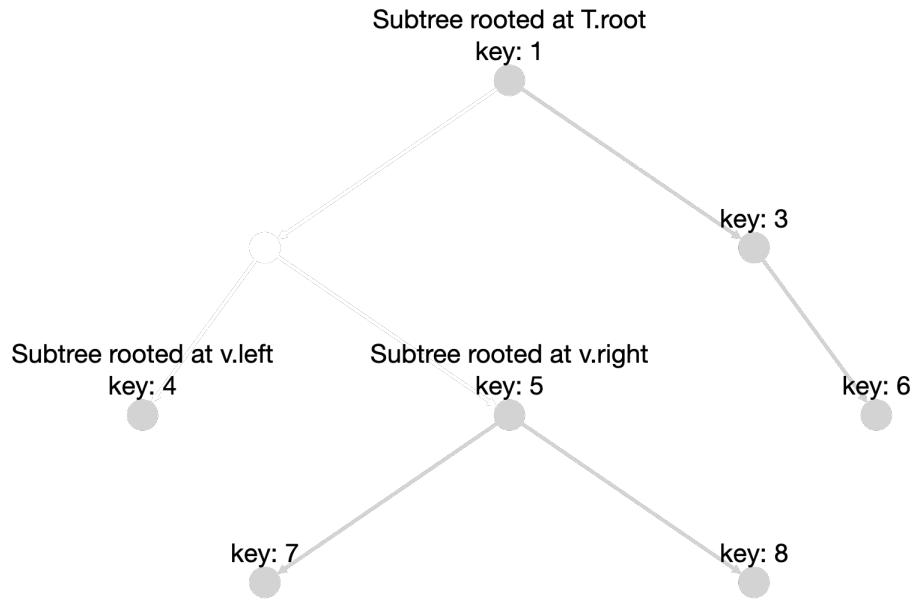 Subtree rooted at T.root
key: 1
key: 3
Subtree rooted at v.left
key: 4
Subtree rooted at v.right
key: 5
key: 6
key: 7
key: 8